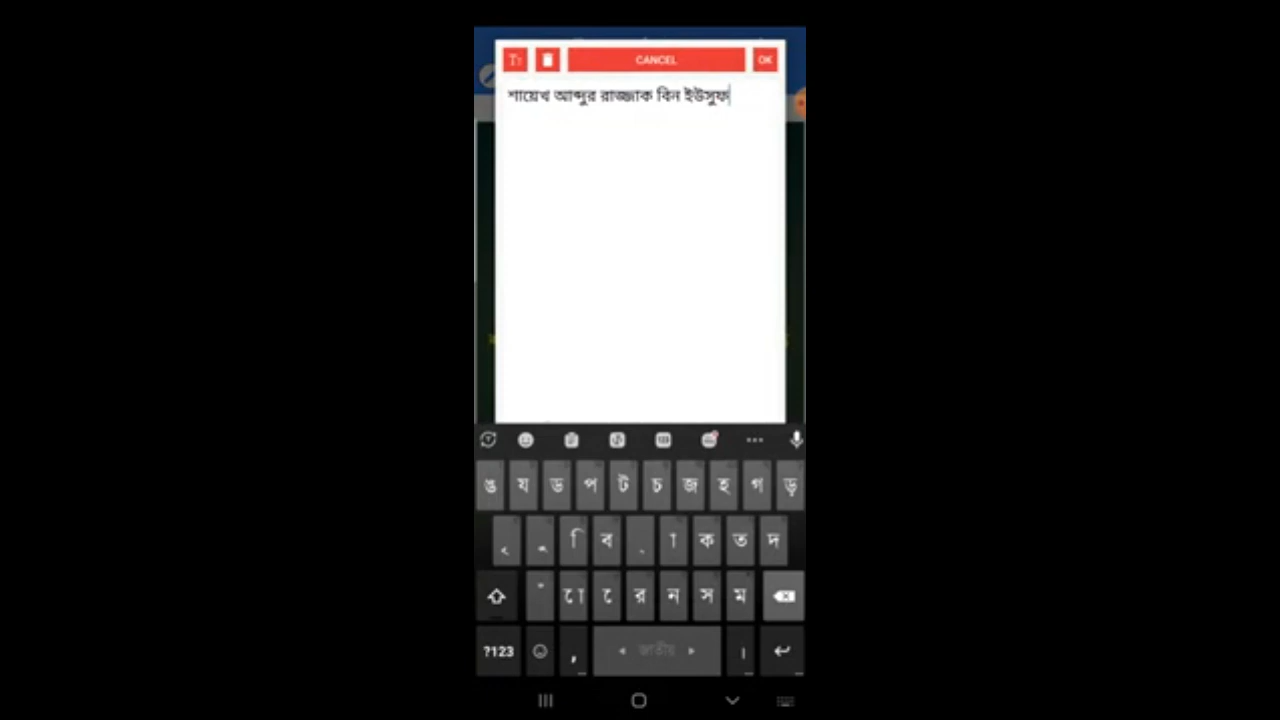 CANCEL OK
শায়েখ আব্দুর রাজ্জাক বিন ইউসুফ
ঙ য ড প ট চ জ হ গ ড়
ৃ ু ি ব ্ া ক ত দ
ঁ ো ে র ন স ম
?123 , জাতীয় ।